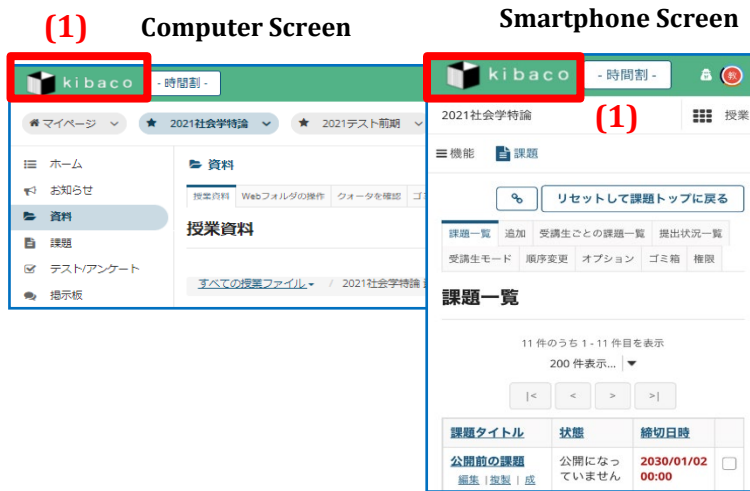 (1)
Computer Screen
kibaco
- 時間割 -
マイページ
★ 2021社会学特論
★ 2021テスト前期
ホーム
お知らせ
資料
課題
テスト/アンケート
掲示板
資料
授業資料 Webフォルダの操作 クォータを確認
授業資料
すべての授業ファイル / 2021社会学特論
Smartphone Screen
kibaco
- 時間割 -
教
(1)
2021社会学特論
授業
機能
課題
リセットして課題トップに戻る
課題一覧 追加 受講生ごとの課題一覧 提出状況一覧
受講生モード 順序変更 オプション ゴミ箱 権限
課題一覧
11 件のうち 1 - 11 件目を表示
200 件表示...
|< < > >|
課題タイトル 状態 締切日時
公開前の課題 公開になっ 2030/01/02
編集 | 複製 | 成 ていません 00:00